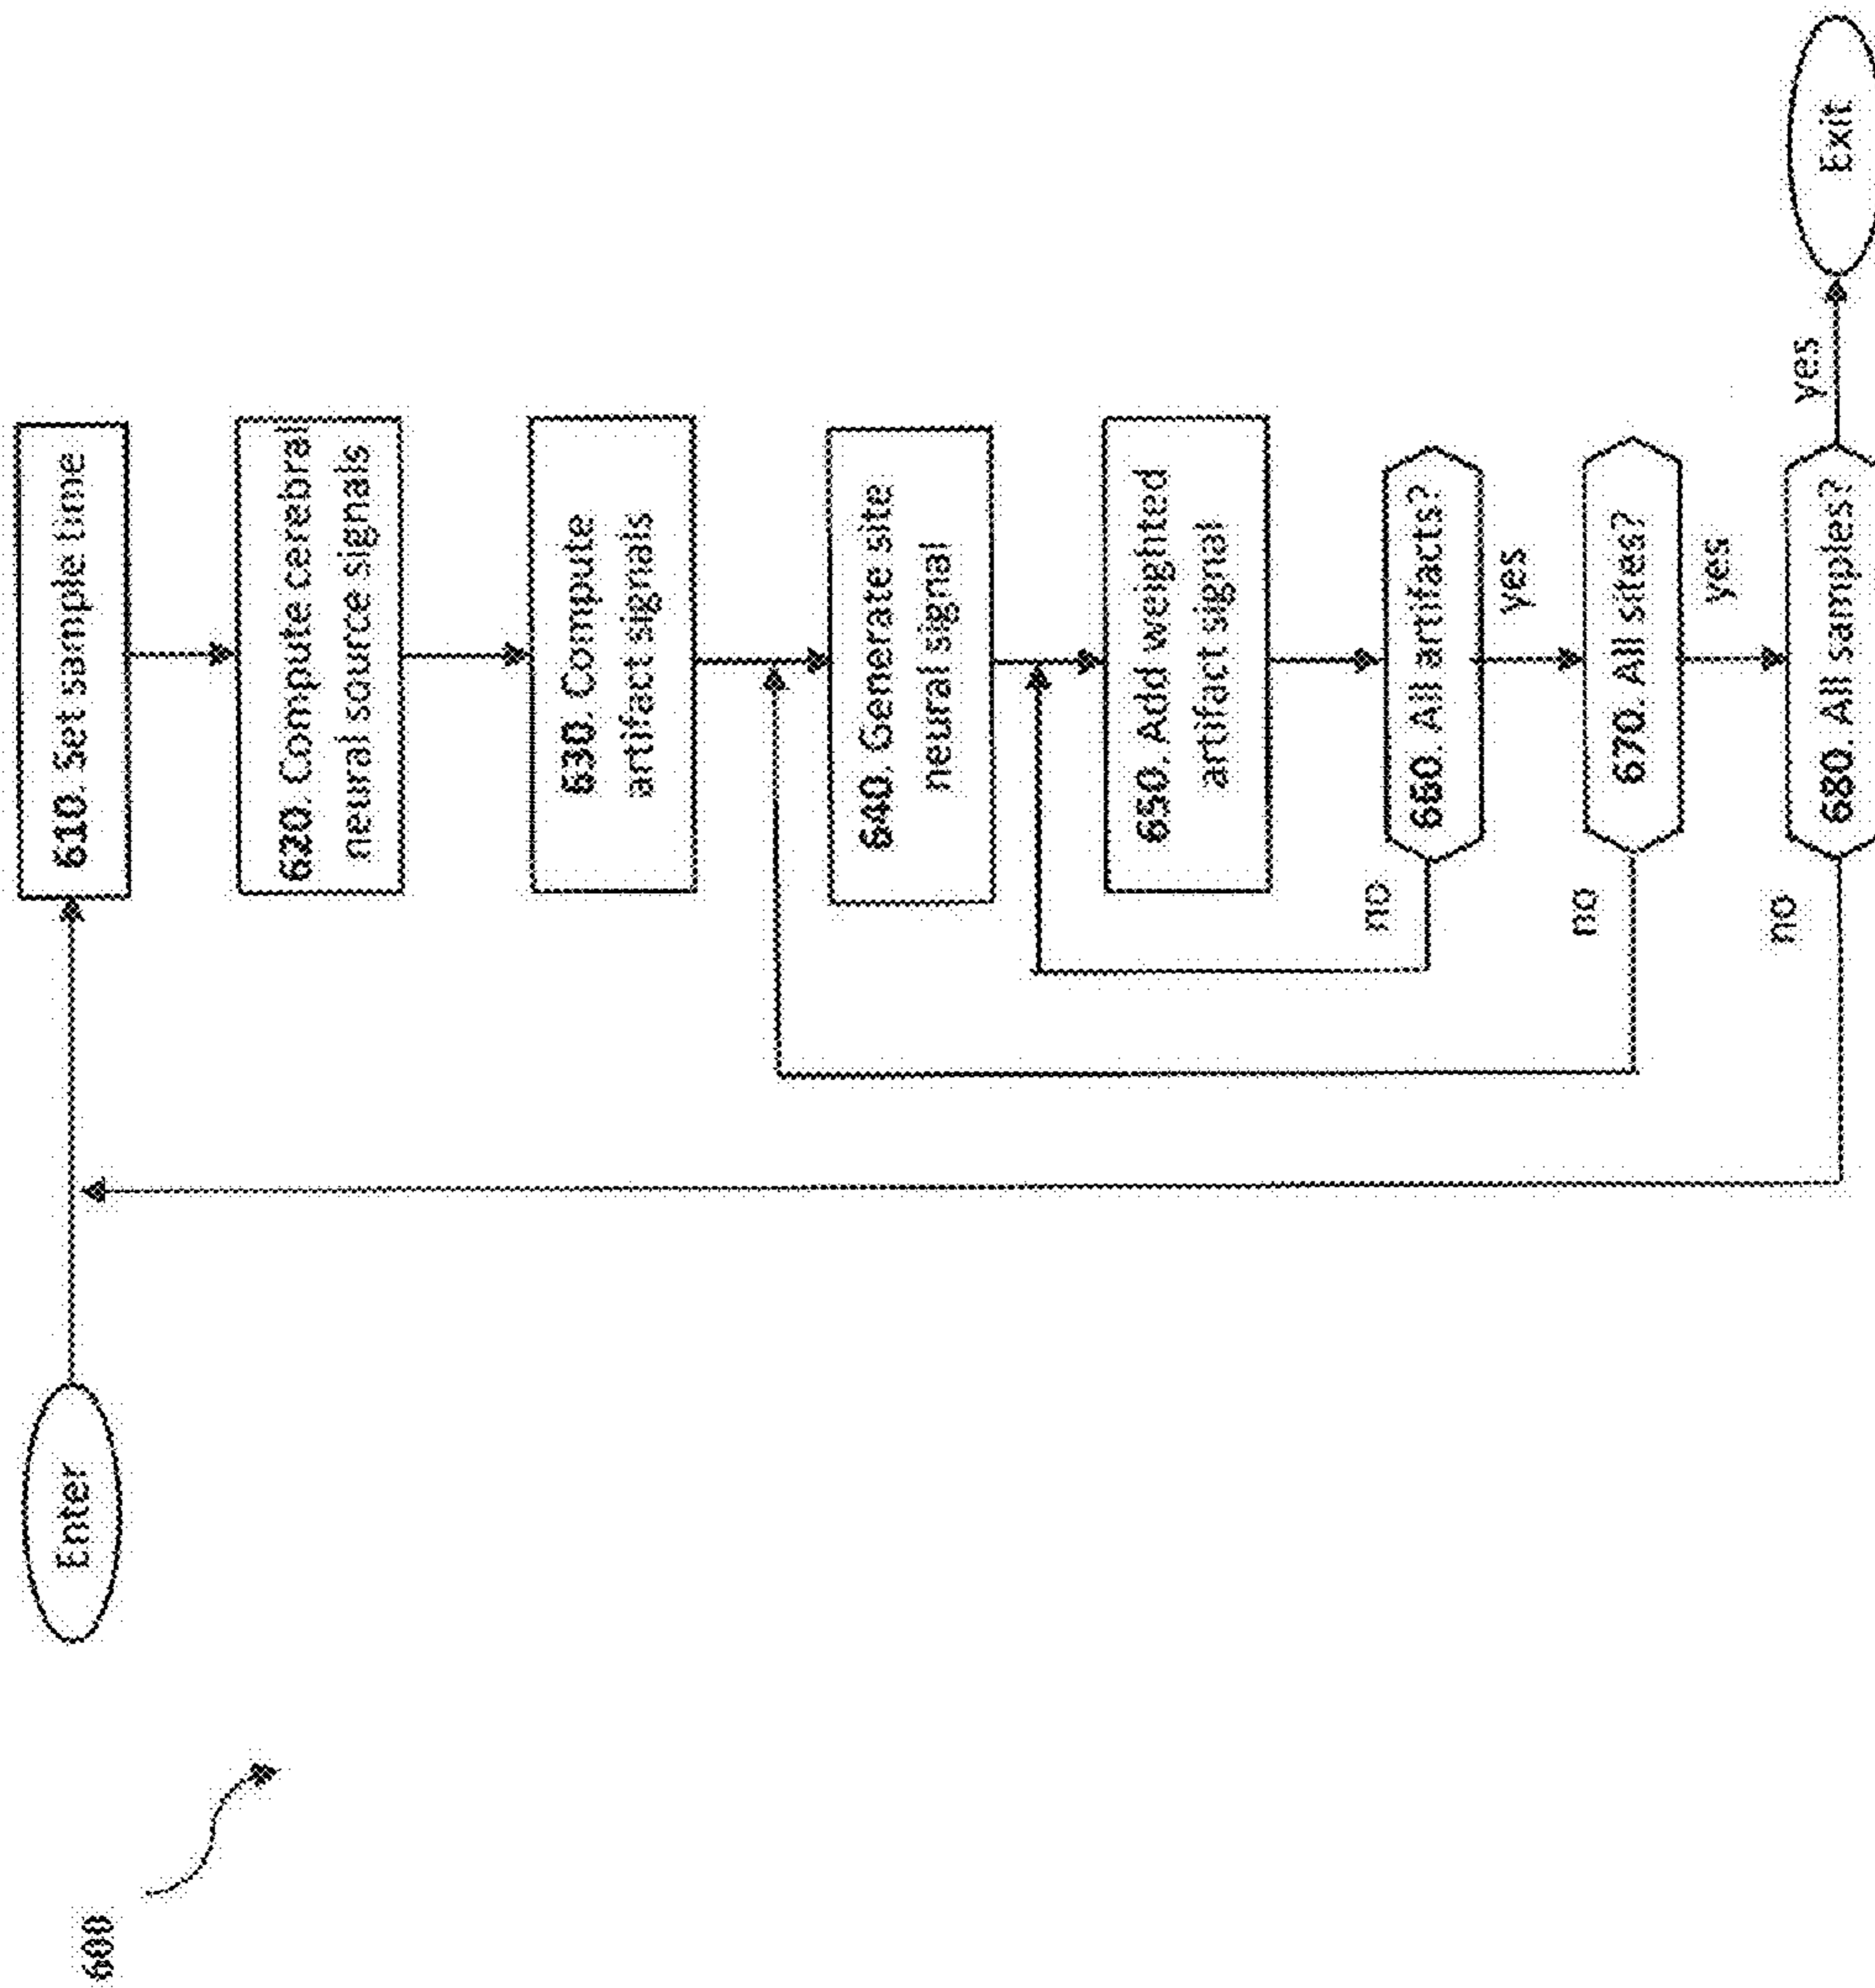 600
Enter
610. Set sample time
620. Compute cerebral
neural source signals
630. Compute
artifact signals
640. Generate site
neural signal
650. Add weighted
artifact signal
660. All artifacts?
no
yes
670. All sites?
no
yes
680. All samples?
no
yes
Exit